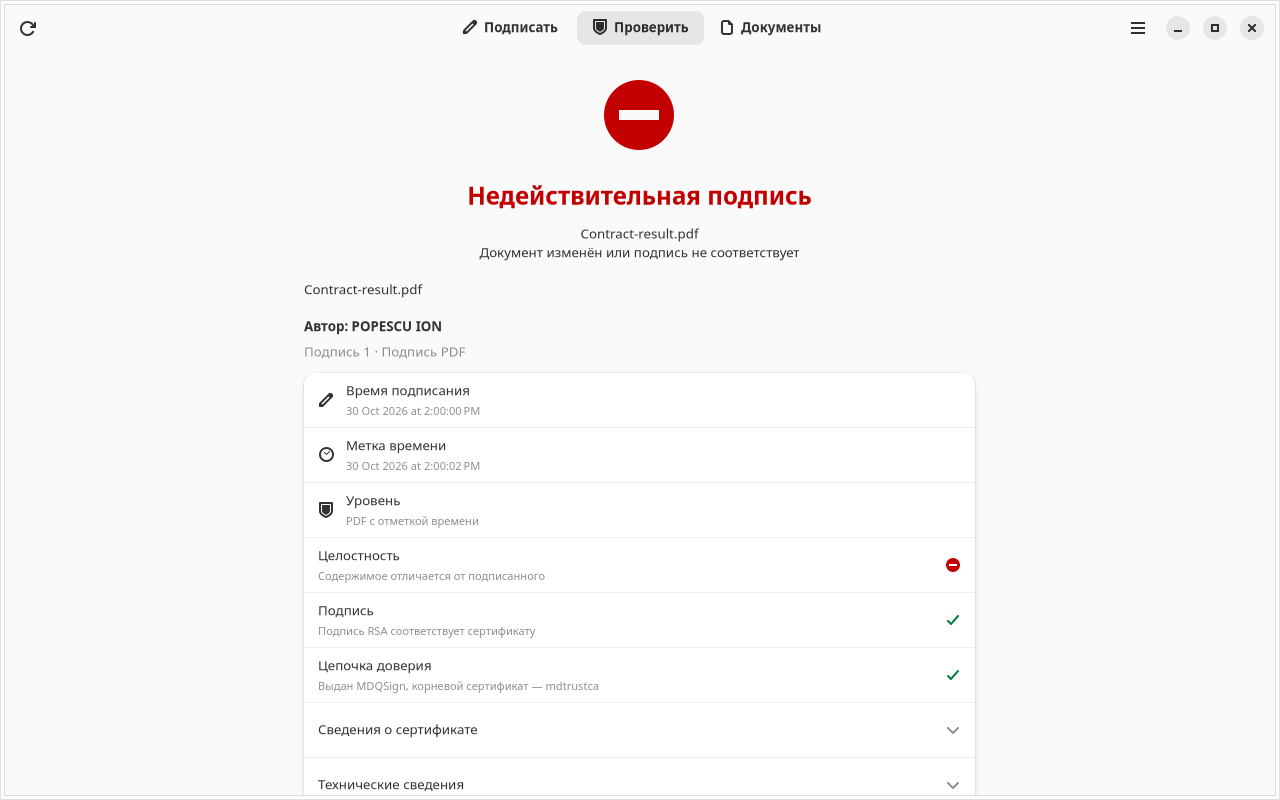 Подписать
Проверить
Документы
Недействительная подпись
Contract-result.pdf
Документ изменён или подпись не соответствует
Contract-result.pdf
Автор: POPESCU ION
Подпись 1 · Подпись PDF
Время подписания
30 Oct 2026 at 2:00:00 PM
Метка времени
30 Oct 2026 at 2:00:02 PM
Уровень
PDF с отметкой времени
Целостность
Содержимое отличается от подписанного
Подпись
Подпись RSA соответствует сертификату
Цепочка доверия
Выдан MDQSign, корневой сертификат — mdtrustca
Сведения о сертификате
Технические сведения